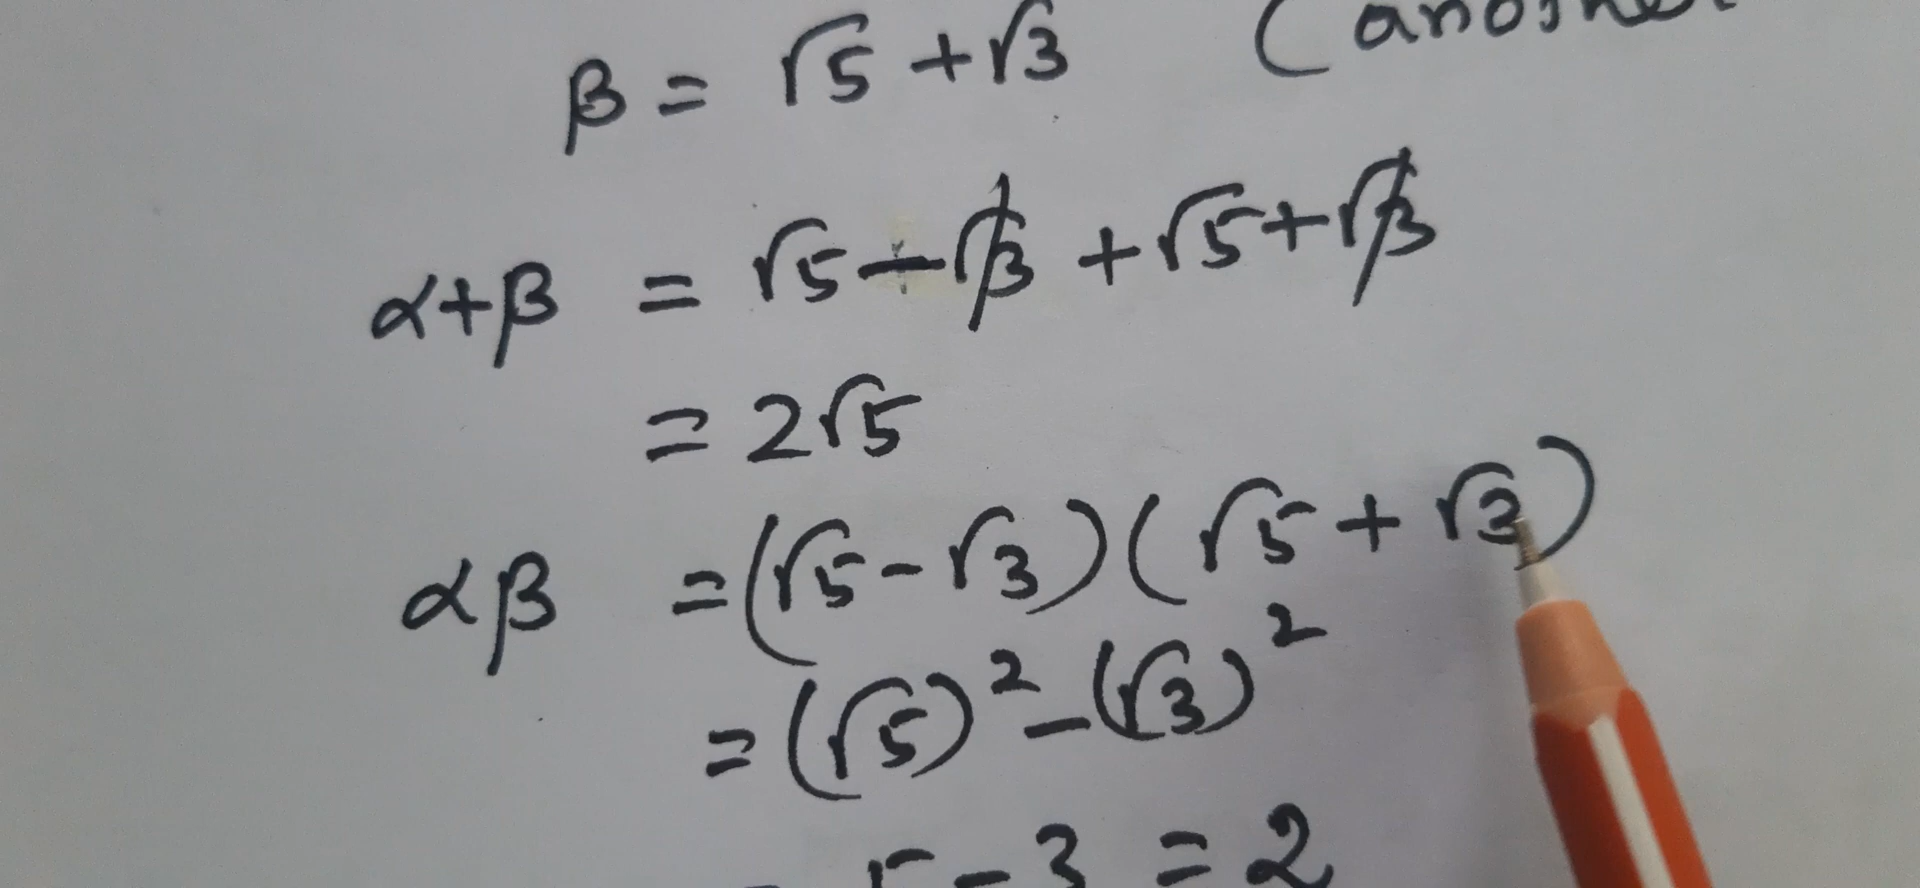 β = √5 + √3
α+β = √5 - √3 + √5 + √3
= 2√5
αβ = (√5 - √3)(√5 + √3)
= (√5)² - (√3)²
= 5 - 3 = 2